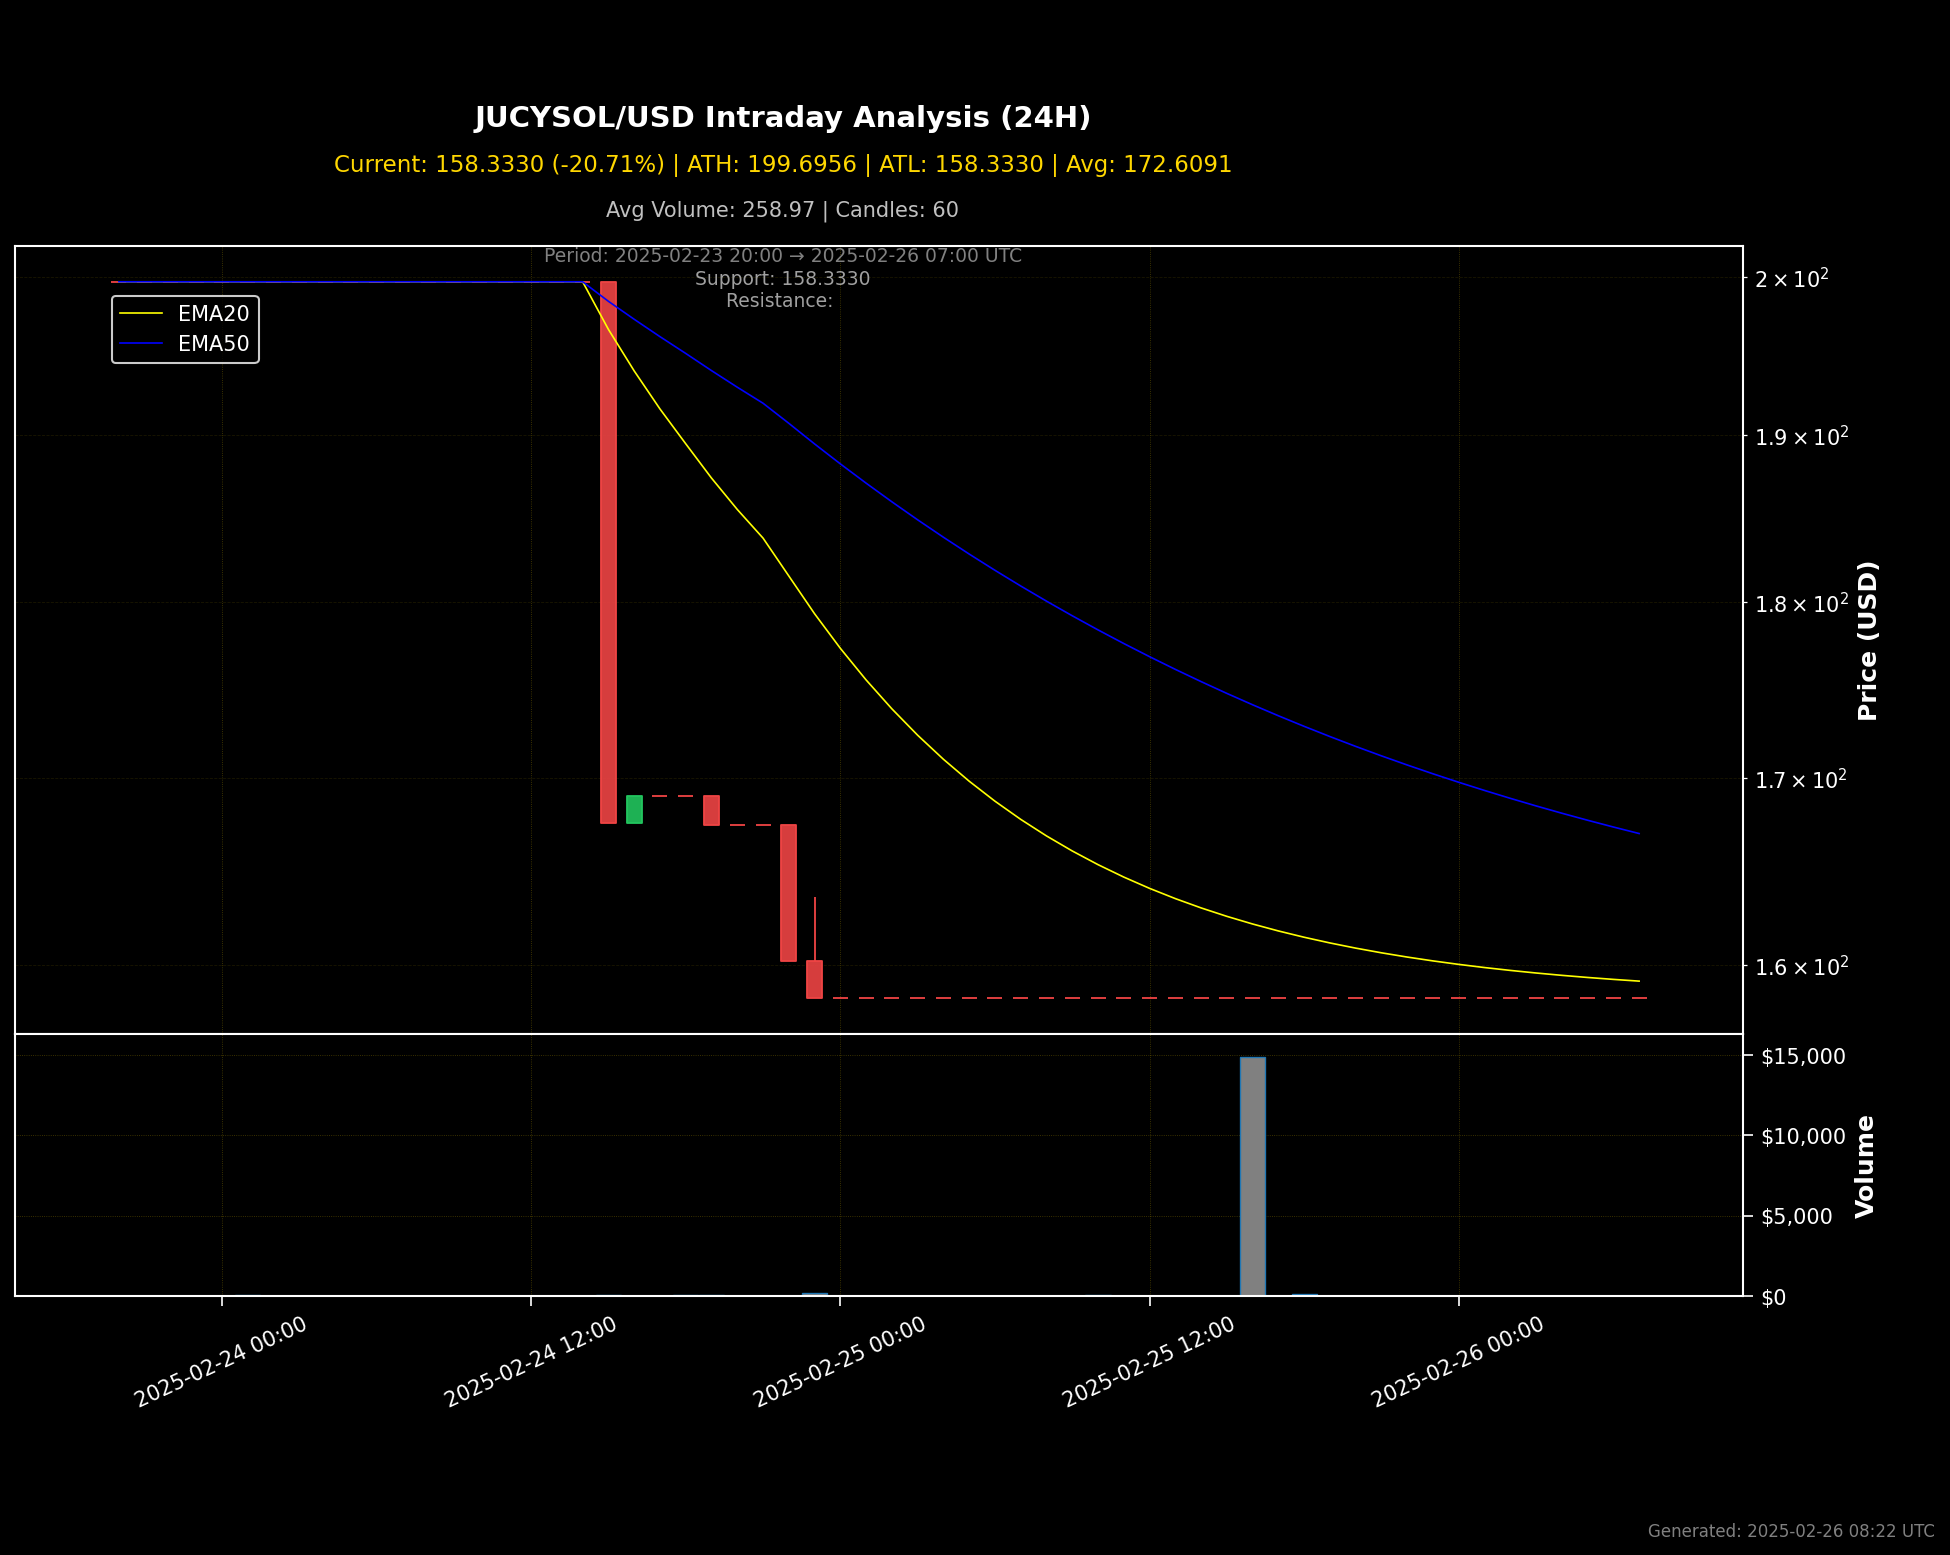 JUCYSOL/USD Intraday Analysis (24H)
Current: 158.3330 (-20.71%) | ATH: 199.6956 | ATL: 158.3330 | Avg: 172.6091
Avg Volume: 258.97 | Candles: 60
Period: 2025-02-23 20:00 → 2025-02-26 07:00 UTC
Support: 158.3330
Resistance:
EMA20
EMA50
2 × 10²
1.9 × 10²
1.8 × 10²
1.7 × 10²
1.6 × 10²
Price (USD)
$15,000
$10,000
$5,000
$0
Volume
2025-02-24 00:00
2025-02-24 12:00
2025-02-25 00:00
2025-02-25 12:00
2025-02-26 00:00
Generated: 2025-02-26 08:22 UTC